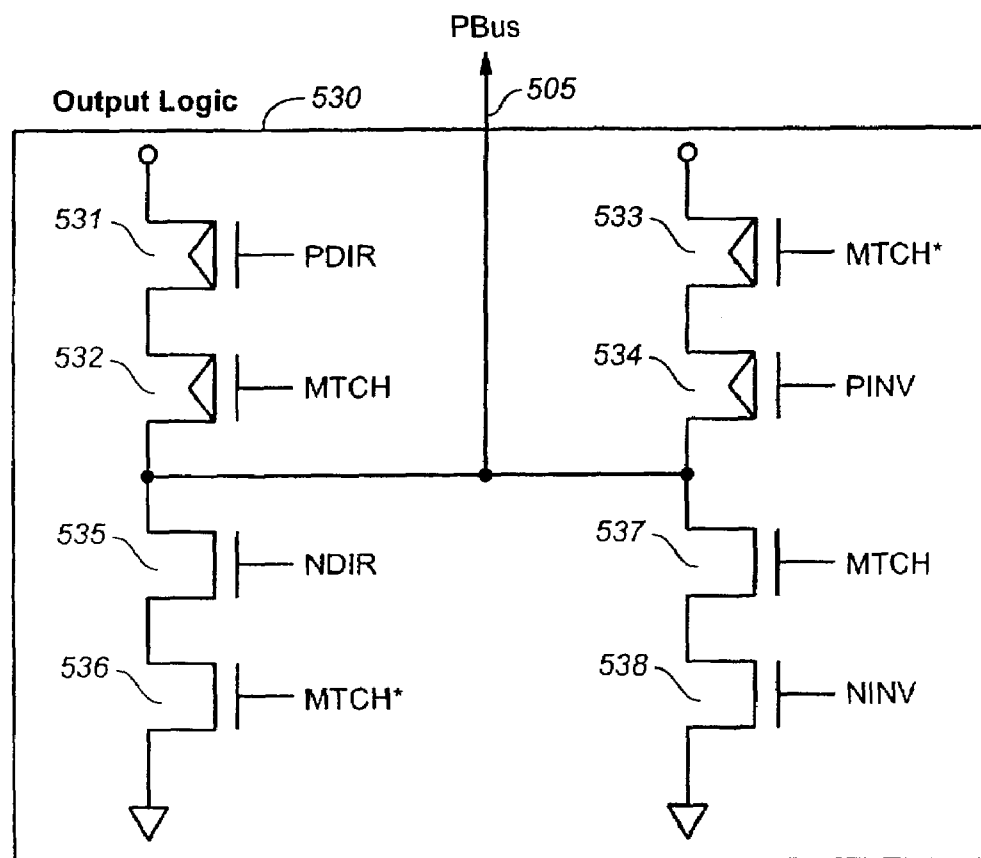 PBus
Output Logic
530
505
531
PDIR
533
MTCH*
532
MTCH
534
PINV
535
NDIR
537
MTCH
536
MTCH*
538
NINV